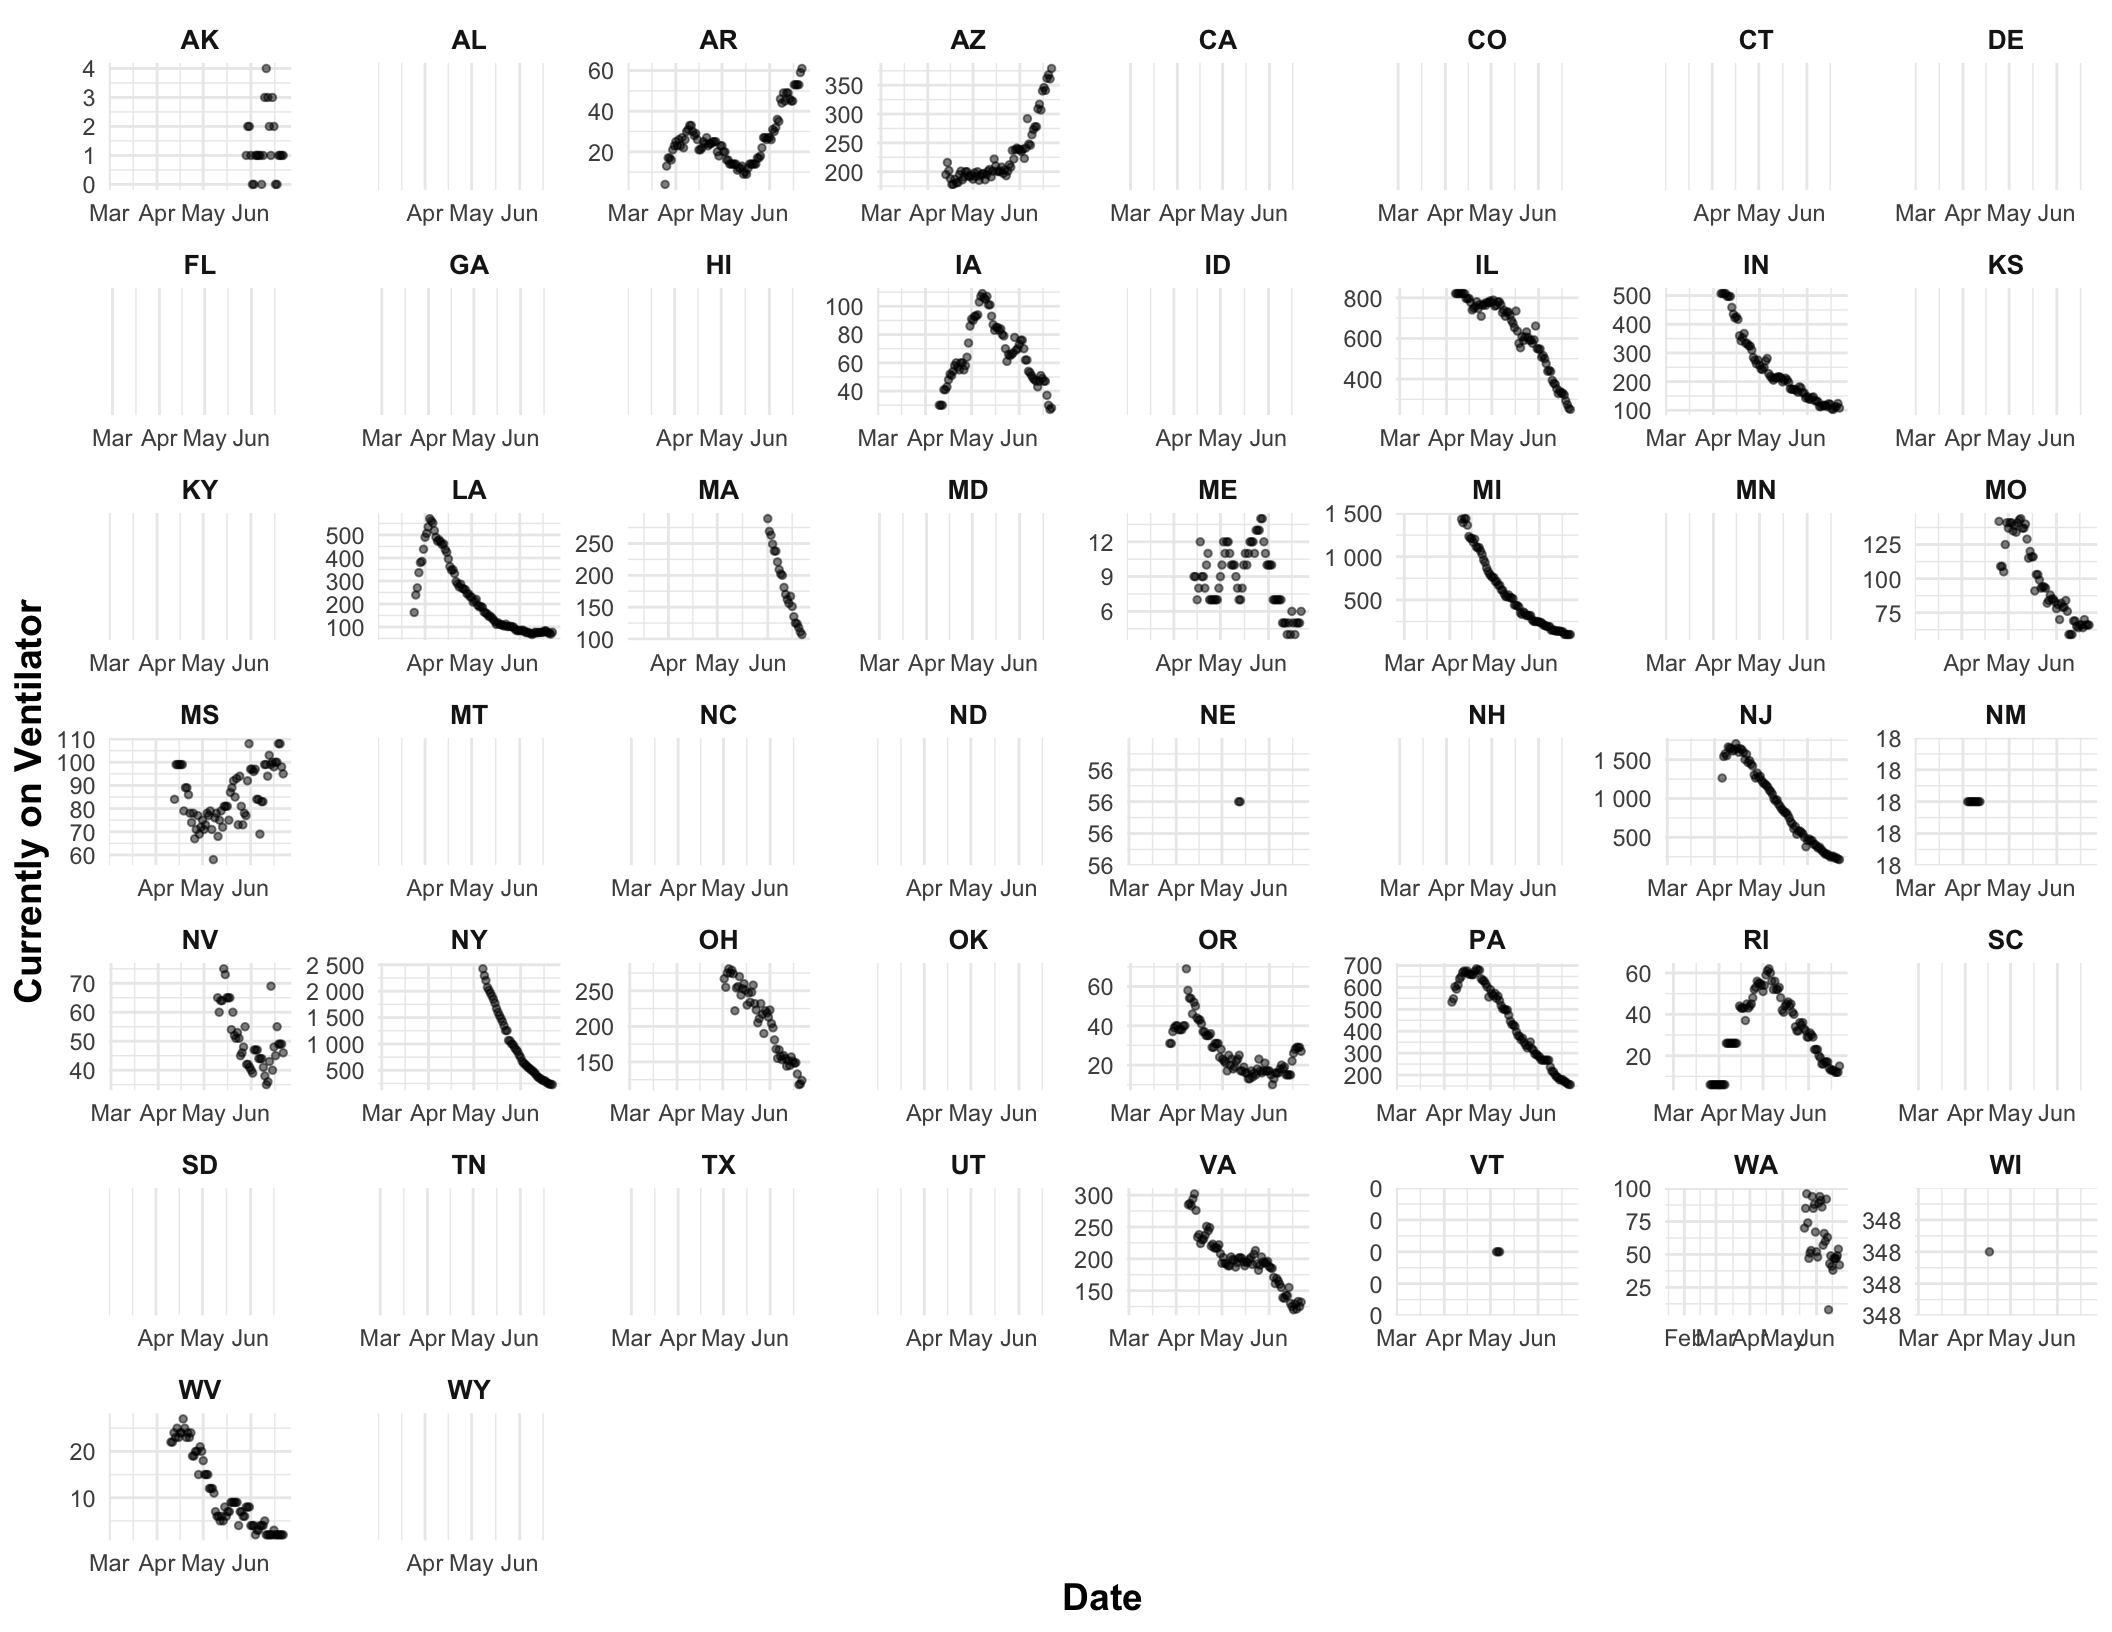 AK AL AR AZ CA CO CT DE
4
3
2
1
0
60
40
20
350
300
250
200
Mar Apr May Jun
Apr May Jun
Mar Apr May Jun
Mar Apr May Jun
Mar Apr May Jun
Mar Apr May Jun
Apr May Jun
Mar Apr May Jun
FL GA HI IA ID IL IN KS
100
80
60
40
800
600
400
500
400
300
200
100
Mar Apr May Jun
Mar Apr May Jun
Apr May Jun
Mar Apr May Jun
Apr May Jun
Mar Apr May Jun
Mar Apr May Jun
Mar Apr May Jun
KY LA MA MD ME MI MN MO
500
400
300
200
100
250
200
150
100
12
9
6
1 500
1 000
500
125
100
75
Mar Apr May Jun
Apr May Jun
Apr May Jun
Mar Apr May Jun
Apr May Jun
Mar Apr May Jun
Mar Apr May Jun
Apr May Jun
MS MT NC ND NE NH NJ NM
110
100
90
80
70
60
56
56
56
56
1 500
1 000
500
18
18
18
18
18
Apr May Jun
Apr May Jun
Mar Apr May Jun
Apr May Jun
Mar Apr May Jun
Mar Apr May Jun
Mar Apr May Jun
Mar Apr May Jun
NV NY OH OK OR PA RI SC
70
60
50
40
2 500
2 000
1 500
1 000
500
250
200
150
60
40
20
700
600
500
400
300
200
60
40
20
Mar Apr May Jun
Mar Apr May Jun
Mar Apr May Jun
Apr May Jun
Mar Apr May Jun
Mar Apr May Jun
Mar Apr May Jun
Mar Apr May Jun
SD TN TX UT VA VT WA WI
300
250
200
150
0
0
0
0
0
100
75
50
25
348
348
348
348
Apr May Jun
Mar Apr May Jun
Mar Apr May Jun
Apr May Jun
Mar Apr May Jun
Mar Apr May Jun
Feb Mar Apr May Jun
Mar Apr May Jun
WV WY
20
10
Mar Apr May Jun
Apr May Jun
Currently on Ventilator
Date